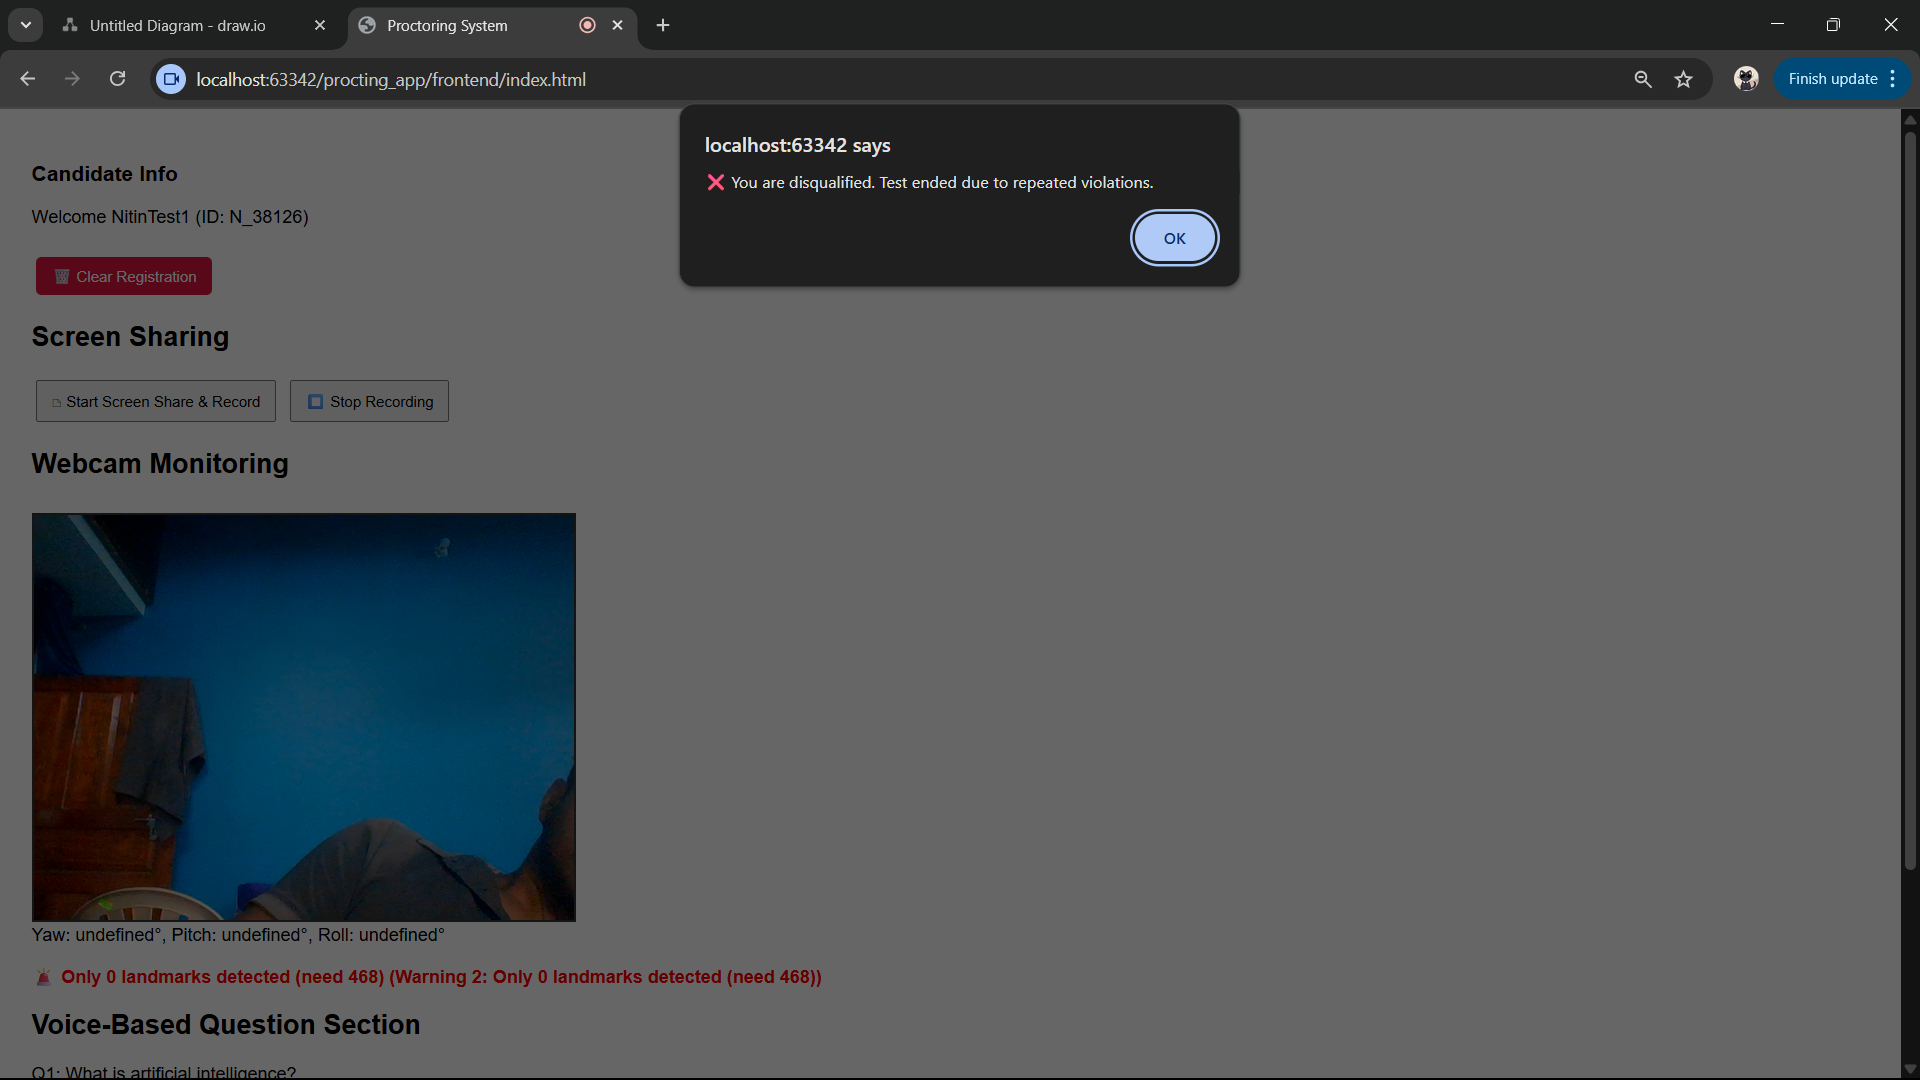 Untitled Diagram - draw.io
Proctoring System
localhost:63342/procting_app/frontend/index.html
Finish update
localhost:63342 says
❌ You are disqualified. Test ended due to repeated violations.
OK
Candidate Info
Welcome NitinTest1 (ID: N_38126)
🗑️ Clear Registration
Screen Sharing
Start Screen Share & Record
Stop Recording
Webcam Monitoring
Yaw: undefined°, Pitch: undefined°, Roll: undefined°
🚨 Only 0 landmarks detected (need 468) (Warning 2: Only 0 landmarks detected (need 468))
Voice-Based Question Section
Q1: What is artificial intelligence?